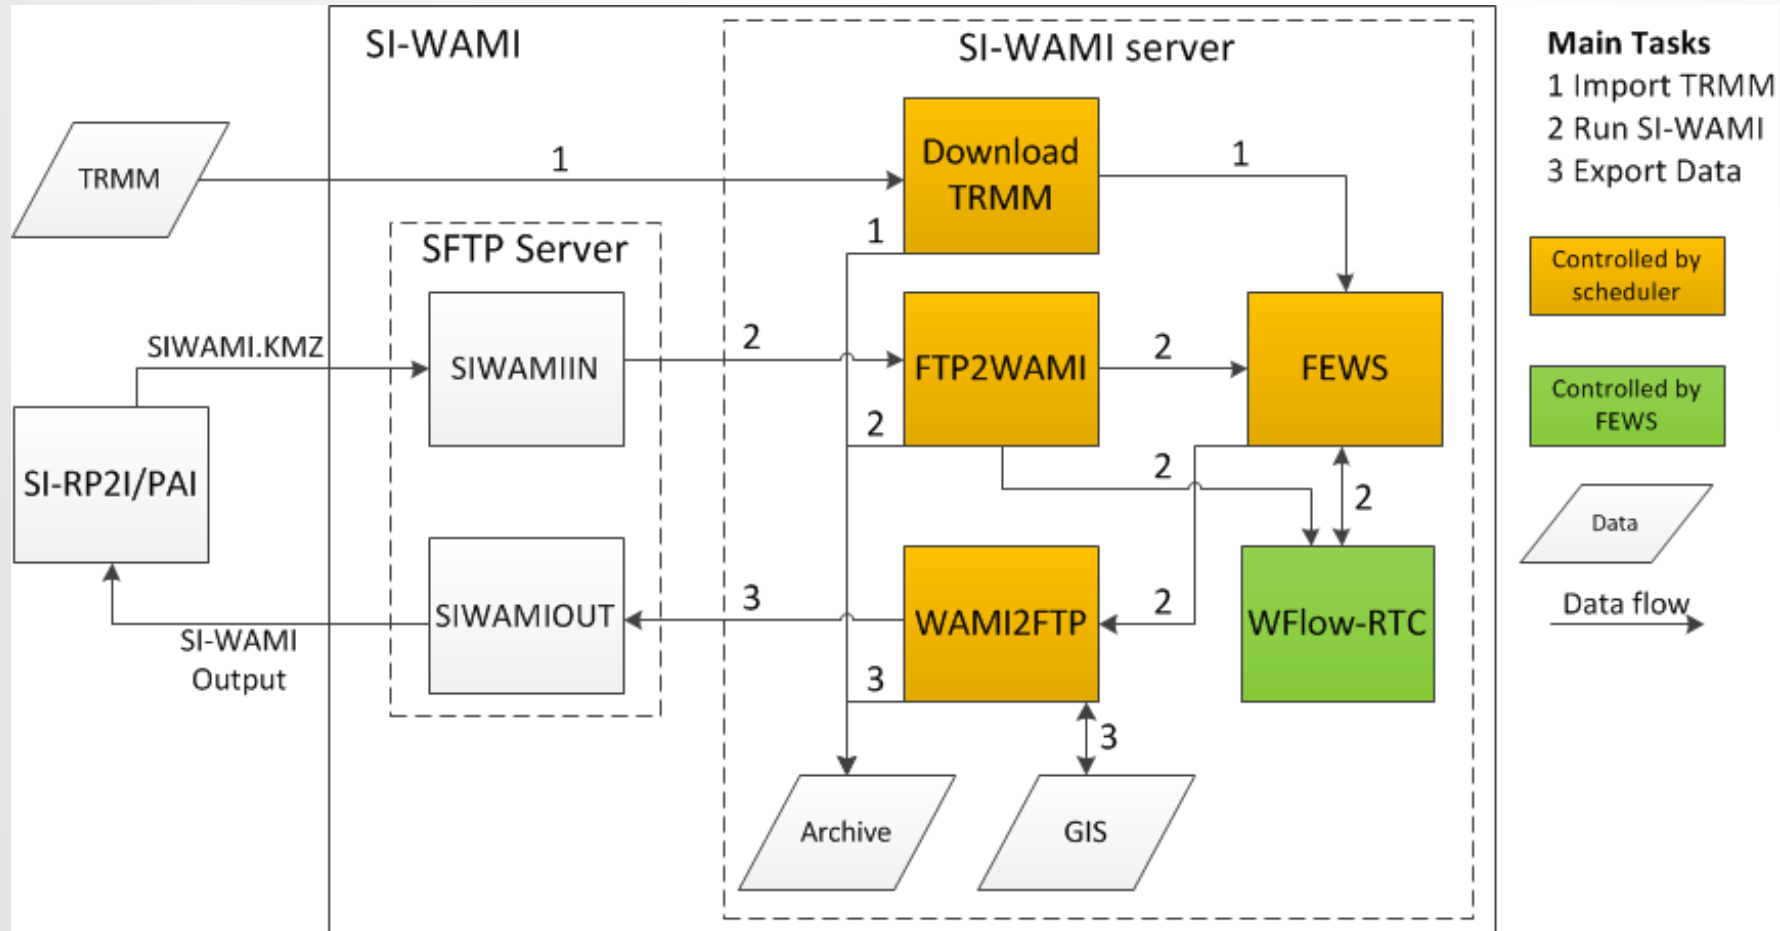 SI-WAMI
SI-WAMI server
Main Tasks
1 Import TRMM
2 Run SI-WAMI
3 Export Data
TRMM
1
Download
TRMM
1
1
SFTP Server
Controlled by
scheduler
SIWAMI.KMZ
SIWAMIIN
2
FTP2WAMI
2
FEWS
2
Controlled by
FEWS
SI-RP2I/PAI
2
2
Data
SIWAMIOUT
3
WAMI2FTP
2
WFlow-RTC
Data flow
SI-WAMI
Output
3
3
Archive
GIS